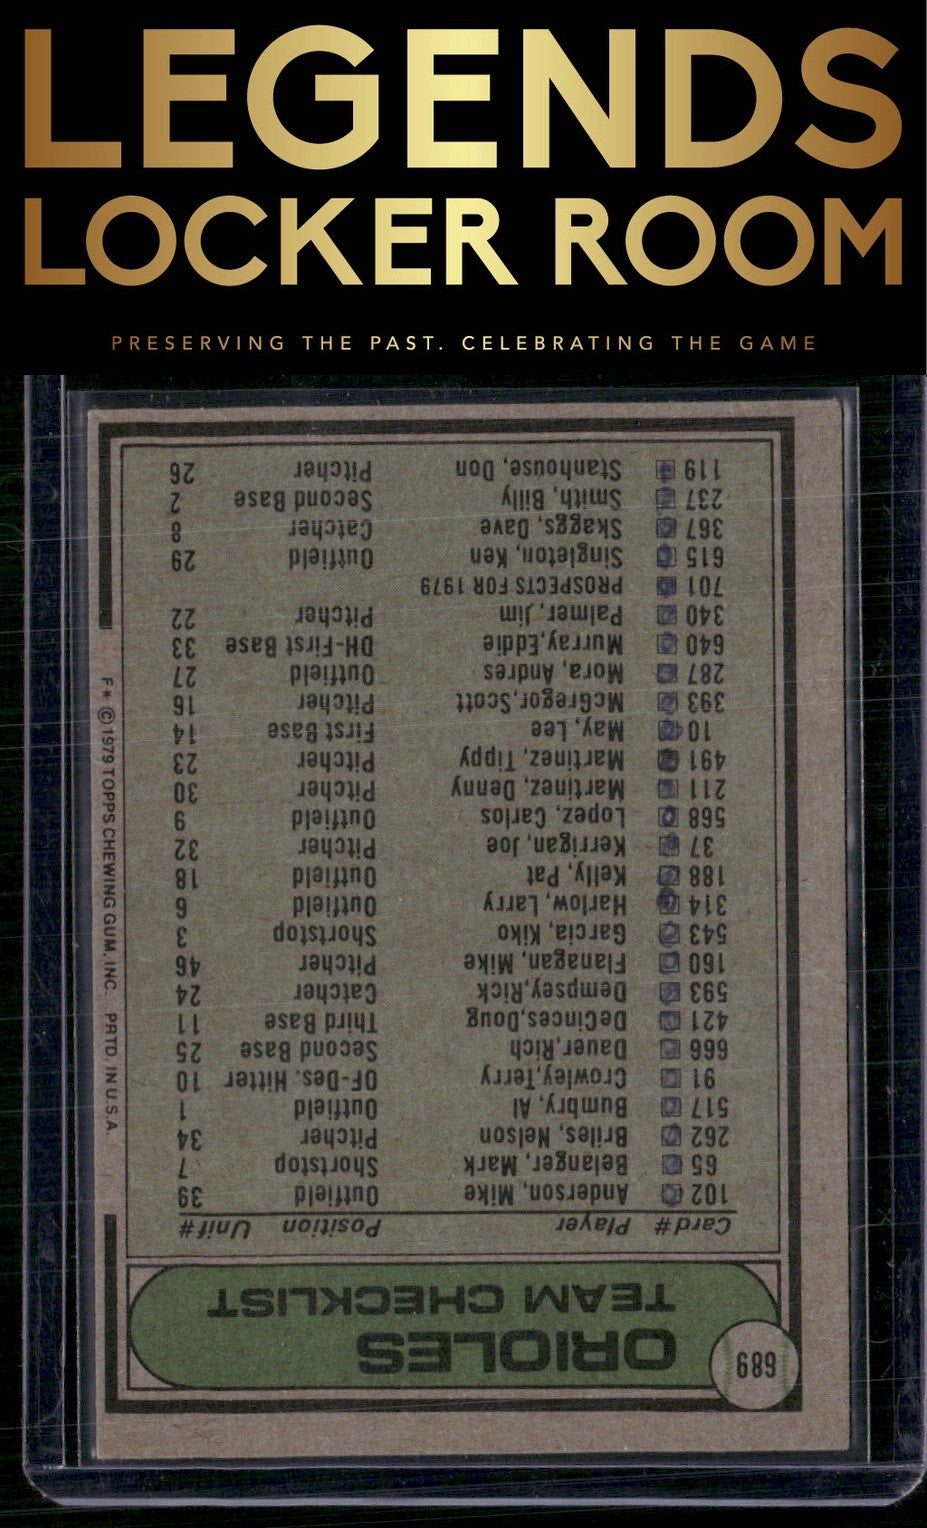 LEGENDS
LOCKER ROOM
PRESERVING THE PAST. CELEBRATING THE GAME
689
ORIOLES
TEAM CHECKLIST
Card# Player Position Unif#
102 Anderson, Mike Outfield 39
65 Belanger, Mark Shortstop 7
262 Briles, Nelson Pitcher 34
517 Bumbry, Al Outfield 1
91 Crowley,Terry OF-Des. Hitter 10
666 Dauer,Rich Second Base 25
421 DeCinces,Doug Third Base 11
593 Dempsey,Rick Catcher 24
160 Flanagan, Mike Pitcher 46
543 Garcia, Kiko Shortstop 3
314 Harlow, Larry Outfield 6
188 Kelly, Pat Outfield 18
37 Kerrigan, Joe Pitcher 32
568 Lopez, Carlos Outfield 9
211 Martinez, Denny Pitcher 30
491 Martinez, Tippy Pitcher 23
10 May, Lee First Base 14
393 McGregor,Scott Pitcher 16
287 Mora, Andres Outfield 27
640 Murray,Eddie DH-First Base 33
340 Palmer, Jim Pitcher 22
701 PROSPECTS FOR 1979
615 Singleton, Ken Outfield 29
367 Skaggs, Dave Catcher 8
237 Smith, Billy Second Base 2
119 Stanhouse, Don Pitcher 26
F* © 1979 TOPPS CHEWING GUM, INC. PRTD. IN U.S.A.